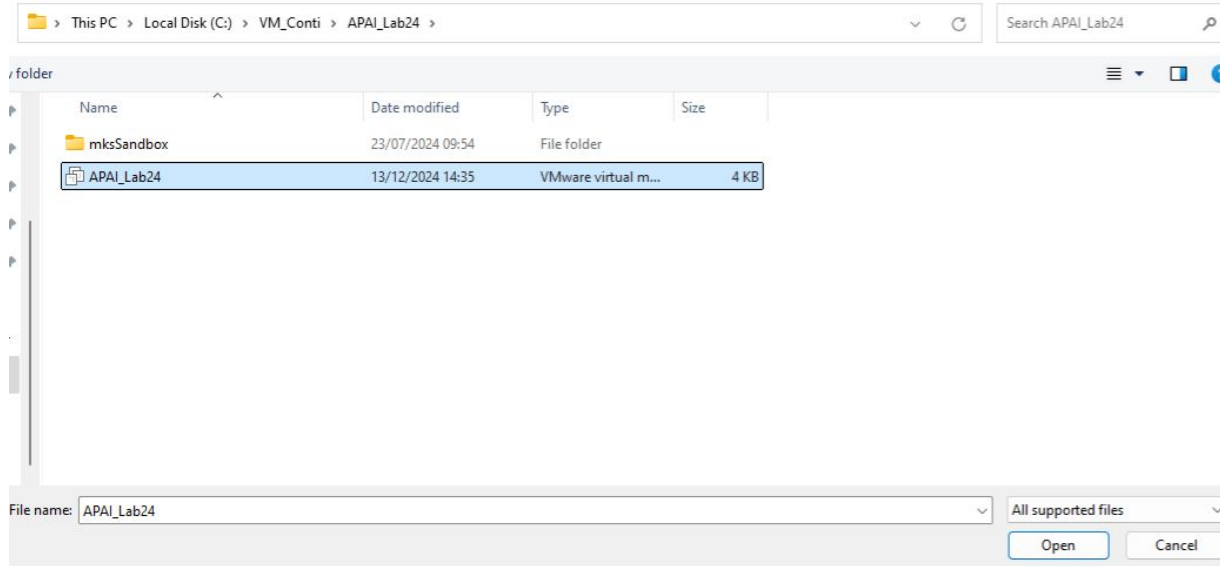 This PC > Local Disk (C:) > VM_Conti > APAI_Lab24 >
Search APAI_Lab24
folder
Name Date modified Type Size
mksSandbox 23/07/2024 09:54 File folder
APAI_Lab24 13/12/2024 14:35 VMware virtual m... 4 KB
File name: APAI_Lab24 All supported files
Open Cancel